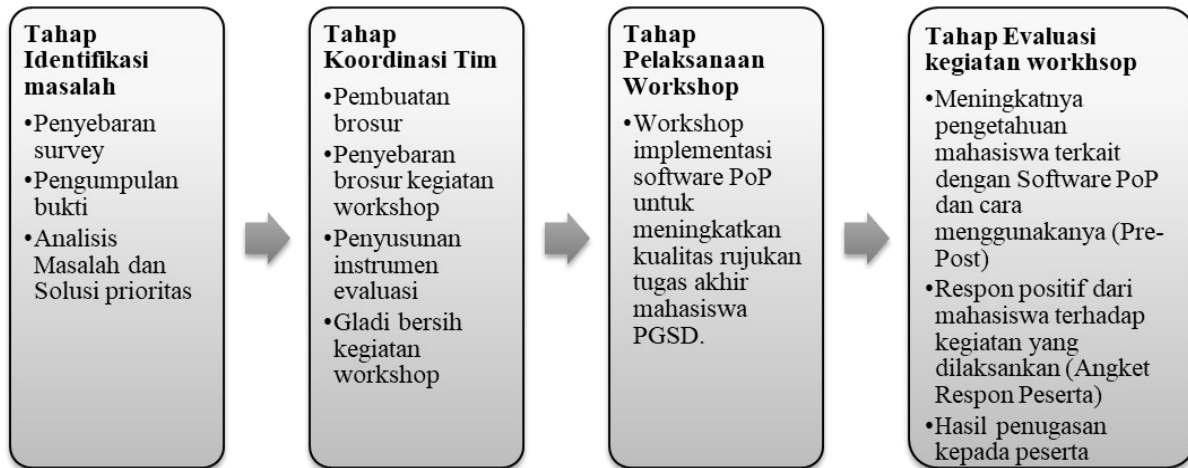 Tahap
Identifikasi
masalah
•Penyebaran
survey
•Pengumpulan
bukti
•Analisis
Masalah dan
Solusi prioritas
Tahap
Koordinasi Tim
•Pembuatan
brosur
•Penyebaran
brosur kegiatan
workshop
•Penyusunan
instrumen
evaluasi
•Gladi bersih
kegiatan
workshop
Tahap
Pelaksanaan
Workshop
•Workshop
implementasi
software PoP
untuk
meningkatkan
kualitas rujukan
tugas akhir
mahasiswa
PGSD.
Tahap Evaluasi
kegiatan workhsop
•Meningkatnya
pengetahuan
mahasiswa terkait
dengan Software PoP
dan cara
menggunakanya (Pre-
Post)
•Respon positif dari
mahasiswa terhadap
kegiatan yang
dilaksankan (Angket
Respon Peserta)
•Hasil penugasan
kepada peserta